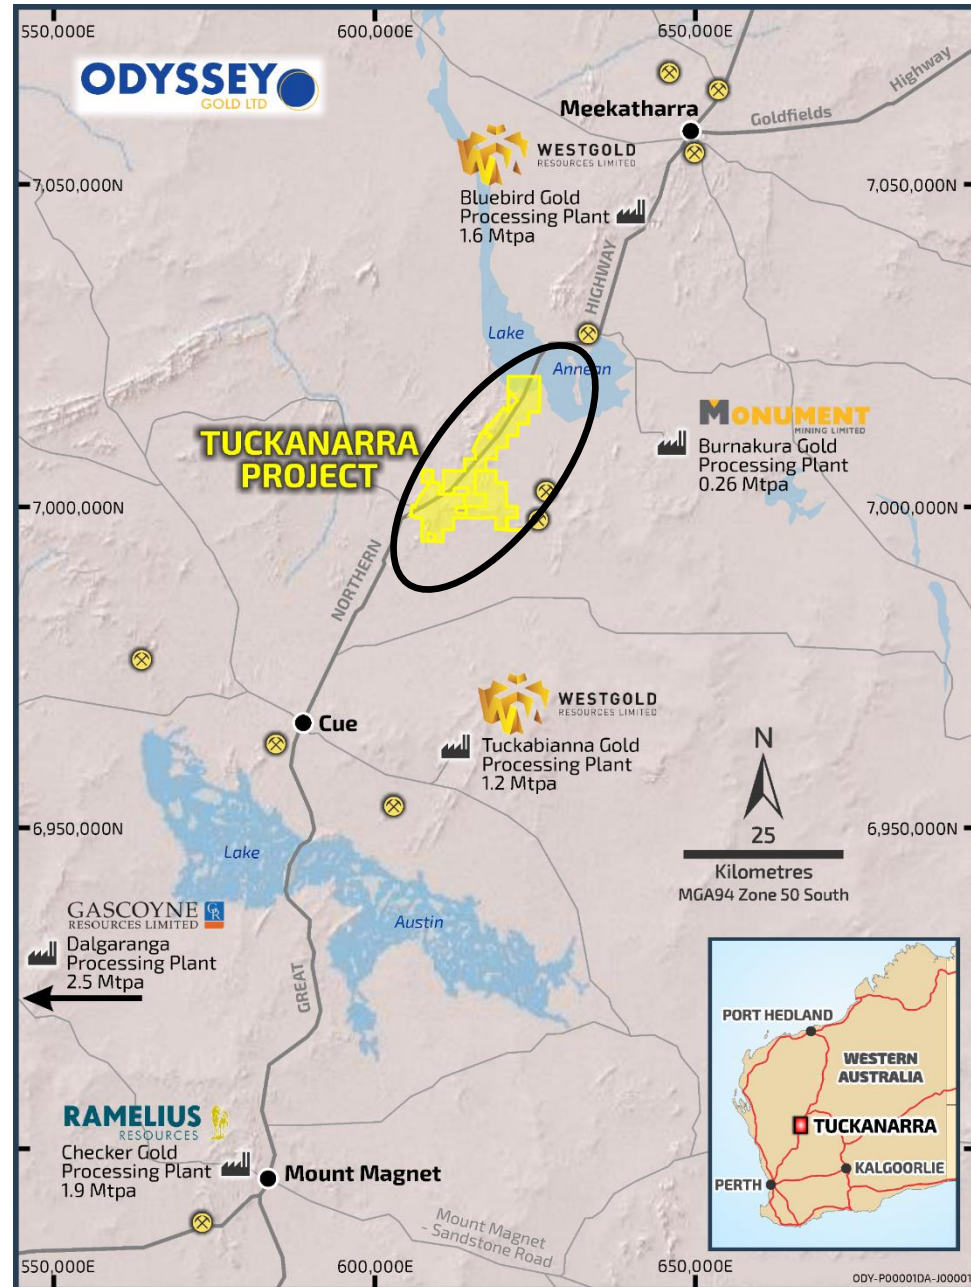 550,000E
600,000E
650,000E
ODYSSEY
GOLD LTD
Meekatharra
Goldfields
Highway
WESTGOLD
RESOURCES LIMITED
7,050,000N
7,050,000N
Bluebird Gold
Processing Plant
1.6 Mtpa
HIGHWAY
Lake
Annean
MONUMENT
MINING LIMITED
TUCKANARRA
PROJECT
Burnakura Gold
Processing Plant
0.26 Mtpa
7,000,000N
7,000,000N
NORTHERN
WESTGOLD
RESOURCES LIMITED
Cue
Tuckabianna Gold
Processing Plant
1.2 Mtpa
N
25
Kilometres
MGA94 Zone 50 South
6,950,000N
6,950,000N
Lake
Austin
GASCOYNE GR
RESOURCES LIMITED
Dalgaranga
Processing Plant
2.5 Mtpa
GREAT
PORT HEDLAND
WESTERN
AUSTRALIA
TUCKANARRA
KALGOORLIE
PERTH
RAMELIUS
RESOURCES
Checker Gold
Processing Plant
1.9 Mtpa
Mount Magnet
Mount Magnet
- Sandstone Road
550,000E
600,000E
650,000E
ODY-P00001DA-J00001